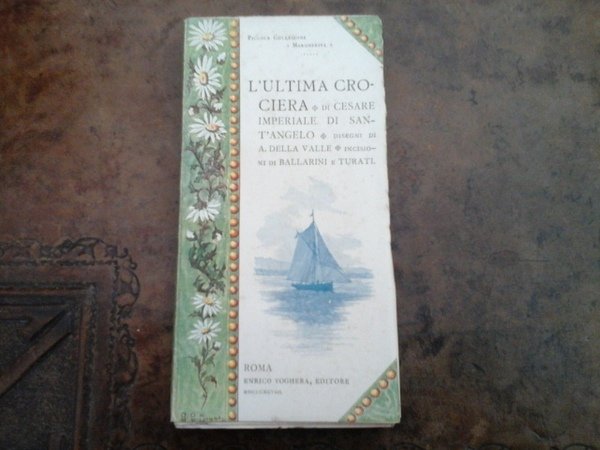 PICCOLA COLLEZIONE
« MARGHERITA »
L'ULTIMA CRO-
CIERA ✤ DI CESARE
IMPERIALE DI SAN-
T'ANGELO ✤ DISEGNI DI
A. DELLA VALLE ✤ INCISIO-
NI DI BALLARINI E TURATI.
ROMA
ENRICO VOGHERA, EDITORE